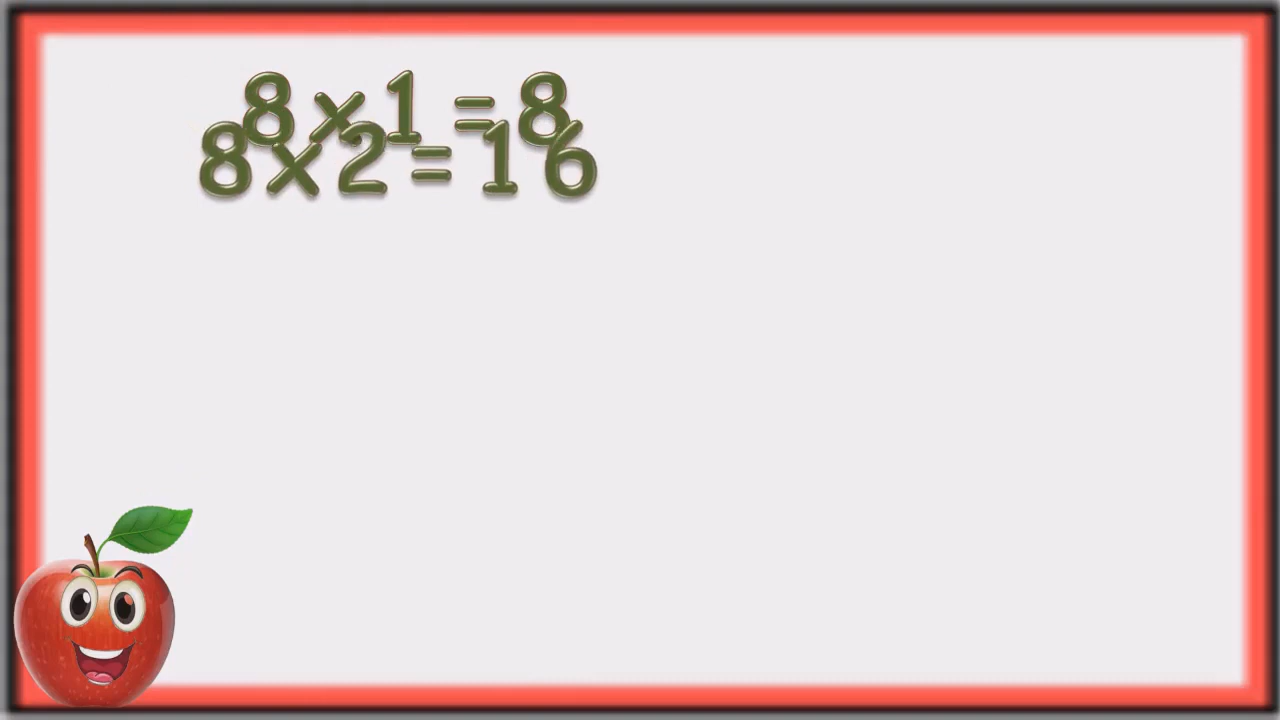 8 x 1 = 8
8 x 2 = 16